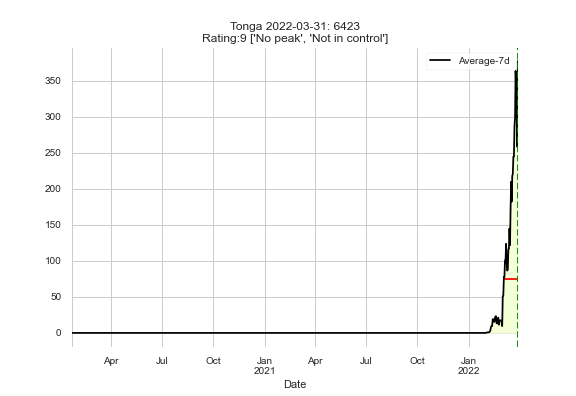 Tonga 2022-03-31: 6423
Rating:9 ['No peak', 'Not in control']
Average-7d
350
300
250
200
150
100
50
0
Apr
Jul
Oct
Jan
2021
Apr
Jul
Oct
Jan
2022
Date